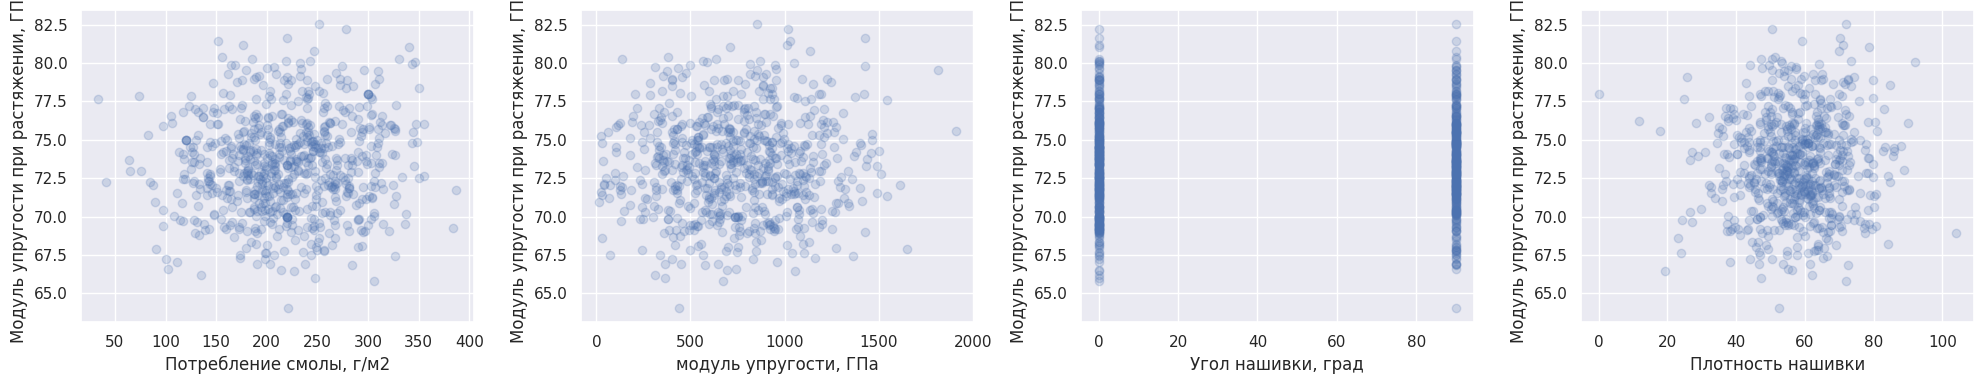 Модуль упругости при растяжении, ГП
82.5
80.0
77.5
75.0
72.5
70.0
67.5
65.0
50 100 150 200 250 300 350 400
Потребление смолы, г/м2
Модуль упругости при растяжении, ГП
82.5
80.0
77.5
75.0
72.5
70.0
67.5
65.0
0 500 1000 1500 2000
модуль упругости, ГПа
Модуль упругости при растяжении, ГП
82.5
80.0
77.5
75.0
72.5
70.0
67.5
65.0
0 20 40 60 80
Угол нашивки, град
Модуль упругости при растяжении, ГП
82.5
80.0
77.5
75.0
72.5
70.0
67.5
65.0
0 20 40 60 80 100
Плотность нашивки